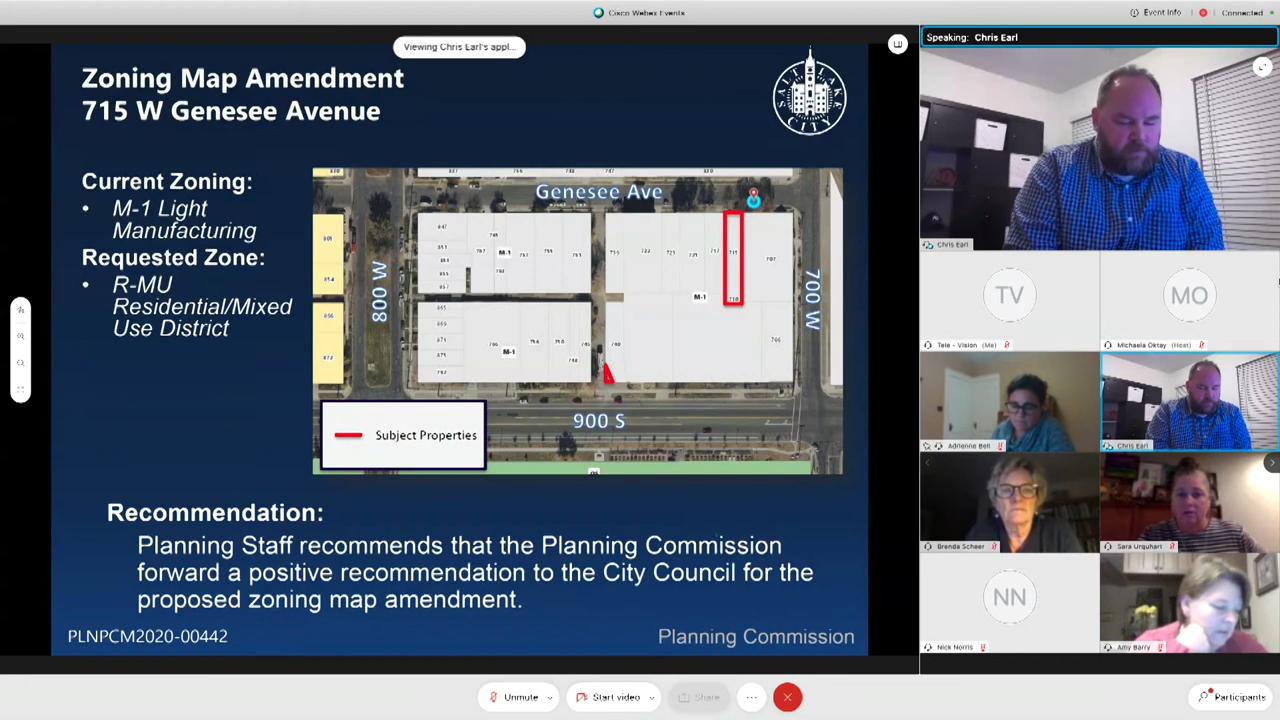 Cisco Webex Events
Event Info
Connected
Viewing Chris Earl's appl...
Speaking: Chris Earl
Zoning Map Amendment
715 W Genesee Avenue
SALT LAKE CITY
Current Zoning:
• M-1 Light
Manufacturing
Requested Zone:
• R-MU
Residential/Mixed
Use District
Genesee Ave
800 W
700 W
900 S
M-1
M-1
M-1
Subject Properties
Recommendation:
Planning Staff recommends that the Planning Commission
forward a positive recommendation to the City Council for the
proposed zoning map amendment.
PLNPCM2020-00442
Planning Commission
Chris Earl
TV
MO
Tele - Vision (Me)
Michaela Oktay (Host)
Adrienne Bell
Chris Earl
Brenda Scheer
Sara Urquhart
NN
Nick Norris
Amy Barry
Unmute
Start video
Share
Participants